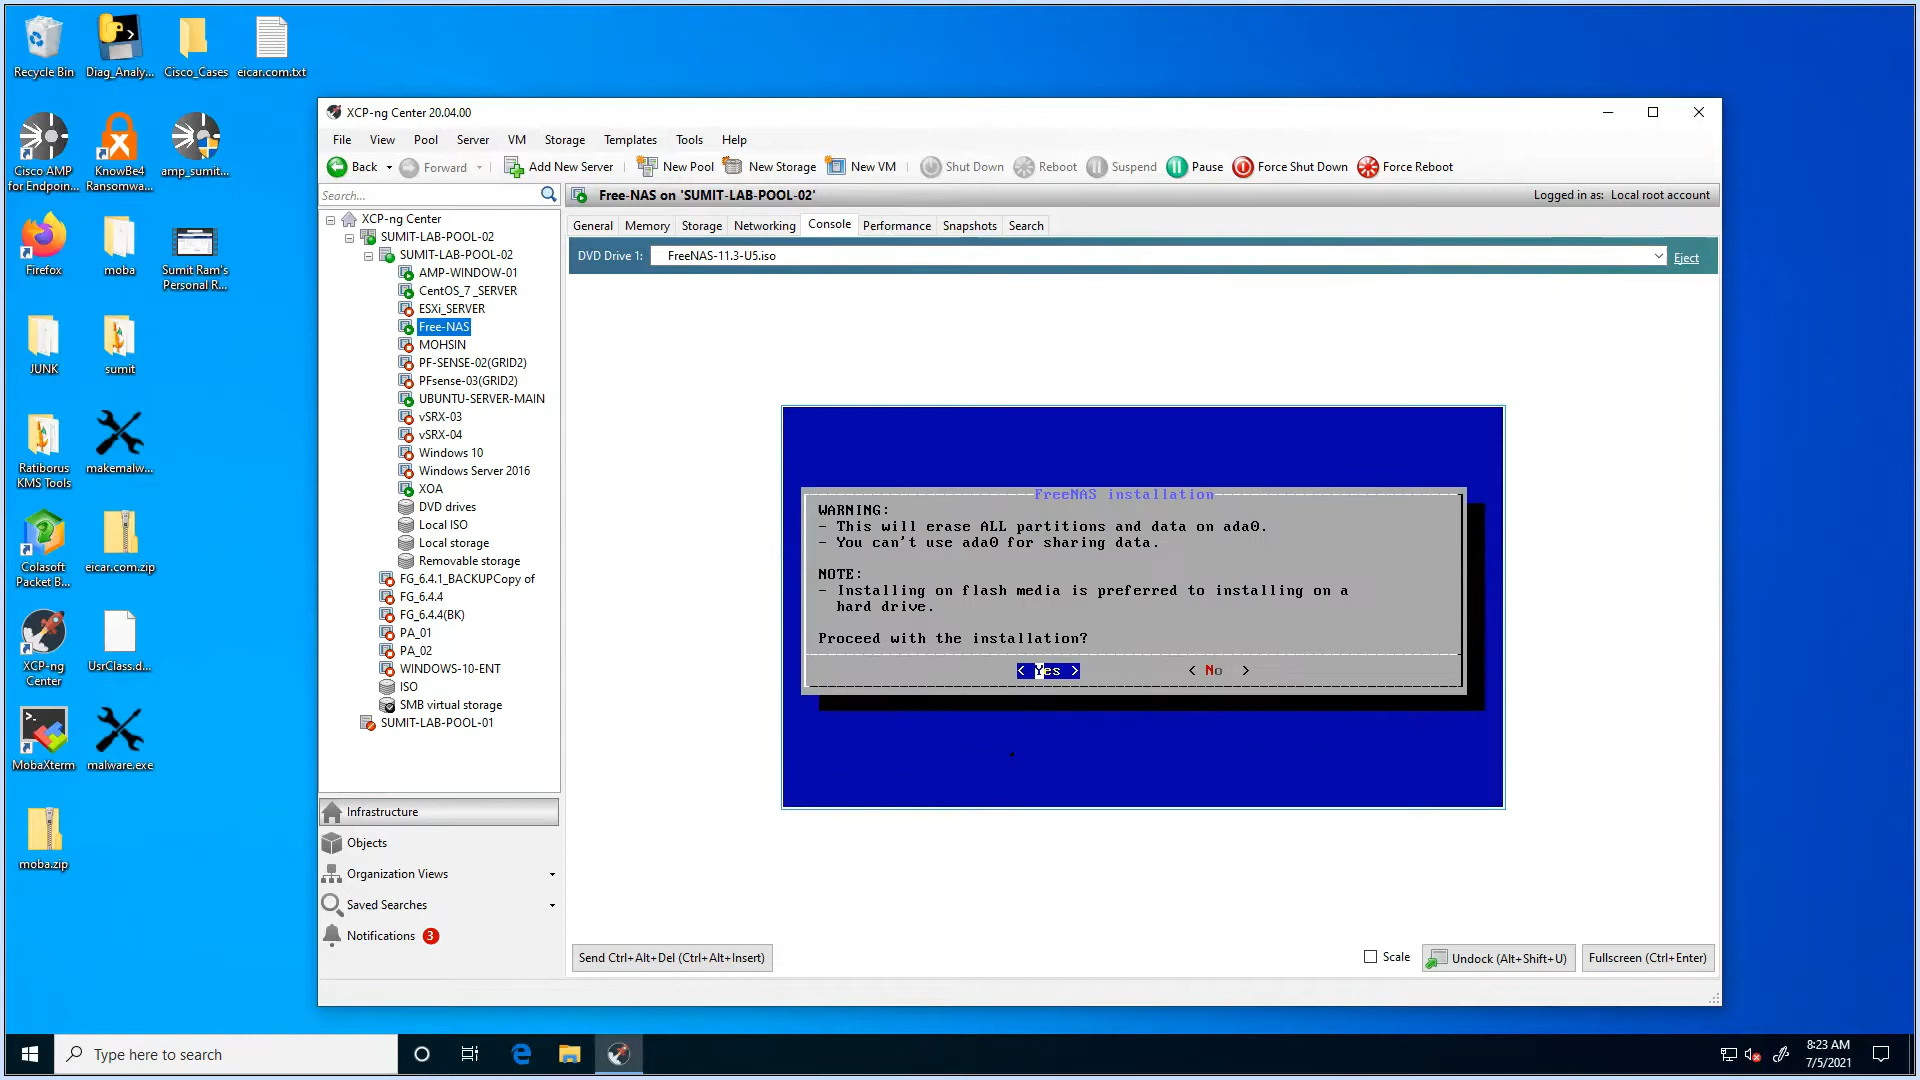 Recycle Bin
Diag_Analy...
Cisco_Cases
eicar.com.txt
Cisco AMP
for Endpoin...
KnowBe4
Ransomwa...
amp_sumit...
Firefox
moba
Sumit Ram's
Personal R...
JUNK
sumit
Ratiborus
KMS Tools
makemalw...
Colasoft
Packet B...
eicar.com.zip
XCP-ng
Center
UsrClass.d...
MobaXterm
malware.exe
moba.zip
XCP-ng Center 20.04.00
File View Pool Server VM Storage Templates Tools Help
Back Forward Add New Server New Pool New Storage New VM Shut Down Reboot Suspend Pause Force Shut Down Force Reboot
Search...
Free-NAS on 'SUMIT-LAB-POOL-02'
Logged in as: Local root account
XCP-ng Center
SUMIT-LAB-POOL-02
SUMIT-LAB-POOL-02
AMP-WINDOW-01
CentOS_7 _SERVER
ESXi_SERVER
Free-NAS
MOHSIN
PF-SENSE-02(GRID2)
PFsense-03(GRID2)
UBUNTU-SERVER-MAIN
vSRX-03
vSRX-04
Windows 10
Windows Server 2016
XOA
DVD drives
Local ISO
Local storage
Removable storage
FG_6.4.1_BACKUPCopy of
FG_6.4.4
FG_6.4.4(BK)
PA_01
PA_02
WINDOWS-10-ENT
ISO
SMB virtual storage
SUMIT-LAB-POOL-01
Infrastructure
Objects
Organization Views
Saved Searches
Notifications 3
General Memory Storage Networking Console Performance Snapshots Search
DVD Drive 1: FreeNAS-11.3-U5.iso Eject
FreeNAS installation
WARNING:
- This will erase ALL partitions and data on ada0.
- You can't use ada0 for sharing data.
NOTE:
- Installing on flash media is preferred to installing on a
hard drive.
Proceed with the installation?
< Yes > < No >
Send Ctrl+Alt+Del (Ctrl+Alt+Insert)
Scale
Undock (Alt+Shift+U)
Fullscreen (Ctrl+Enter)
Type here to search
8:23 AM
7/5/2021